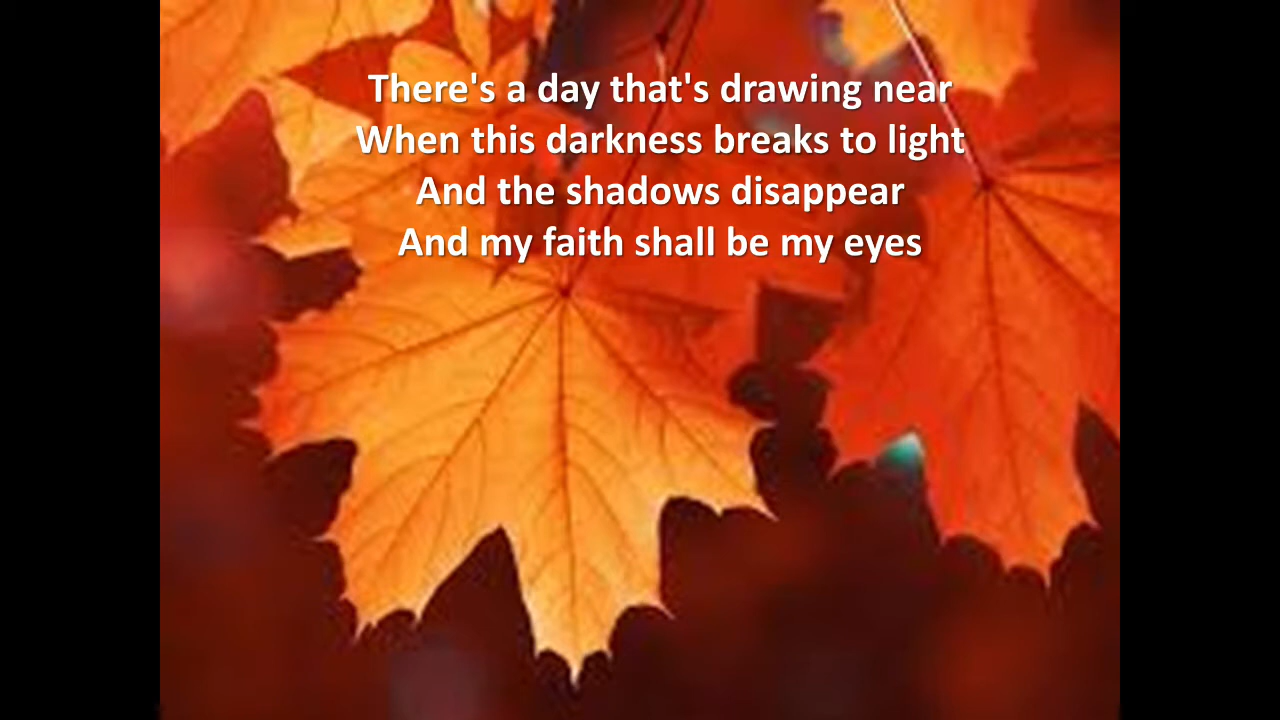 There's a day that's drawing near
When this darkness breaks to light
And the shadows disappear
And my faith shall be my eyes